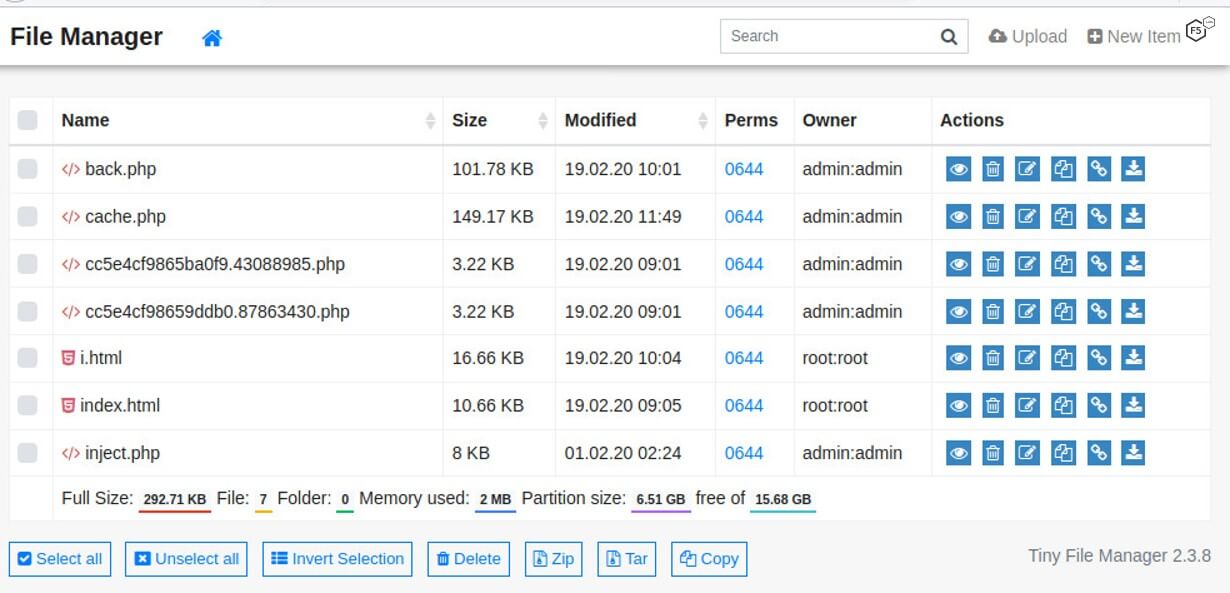 File Manager Search Upload New Item F5
Name Size Modified Perms Owner Actions
back.php 101.78 KB 19.02.20 10:01 0644 admin:admin
cache.php 149.17 KB 19.02.20 11:49 0644 admin:admin
cc5e4cf9865ba0f9.43088985.php 3.22 KB 19.02.20 09:01 0644 admin:admin
cc5e4cf98659ddb0.87863430.php 3.22 KB 19.02.20 09:01 0644 admin:admin
i.html 16.66 KB 19.02.20 10:04 0644 root:root
index.html 10.66 KB 19.02.20 09:05 0644 root:root
inject.php 8 KB 01.02.20 02:24 0644 admin:admin
Full Size: 292.71 KB File: 7 Folder: 0 Memory used: 2 MB Partition size: 6.51 GB free of 15.68 GB
Select all Unselect all Invert Selection Delete Zip Tar Copy Tiny File Manager 2.3.8